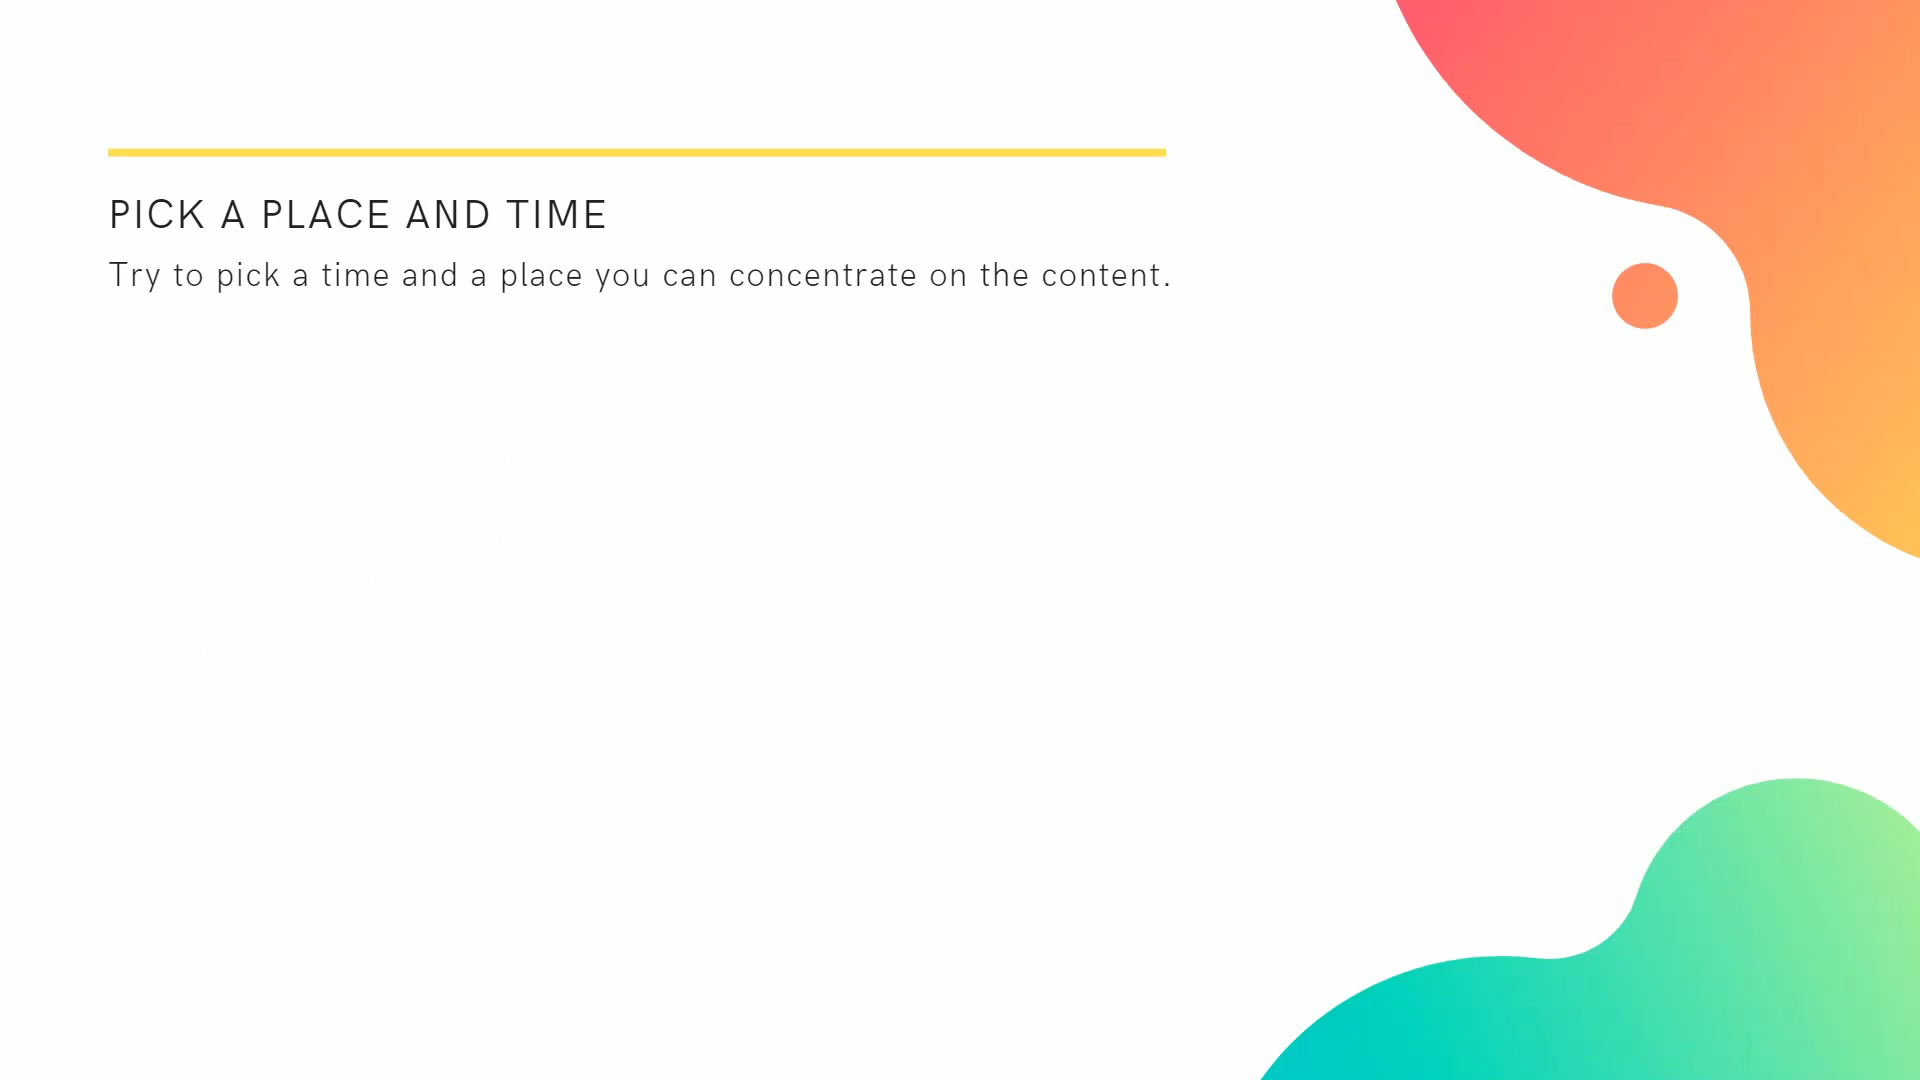 PICK A PLACE AND TIME
Try to pick a time and a place you can concentrate on the content.